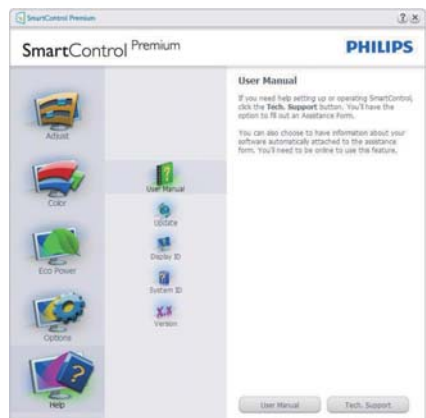 SmartControl Premium
SmartControl Premium
PHILIPS
Adjust
Color
Eco Power
Options
Help
User Manual
Update
Display ID
System ID
Version
User Manual
If you need help setting up or operating SmartControl,
click the Tech. Support button. You'll have the
option to fill out an Assistance Form.
You can also choose to have information about your
software automatically attached to the assistance
form. You'll need to be online to use this feature.
User Manual
Tech. Support